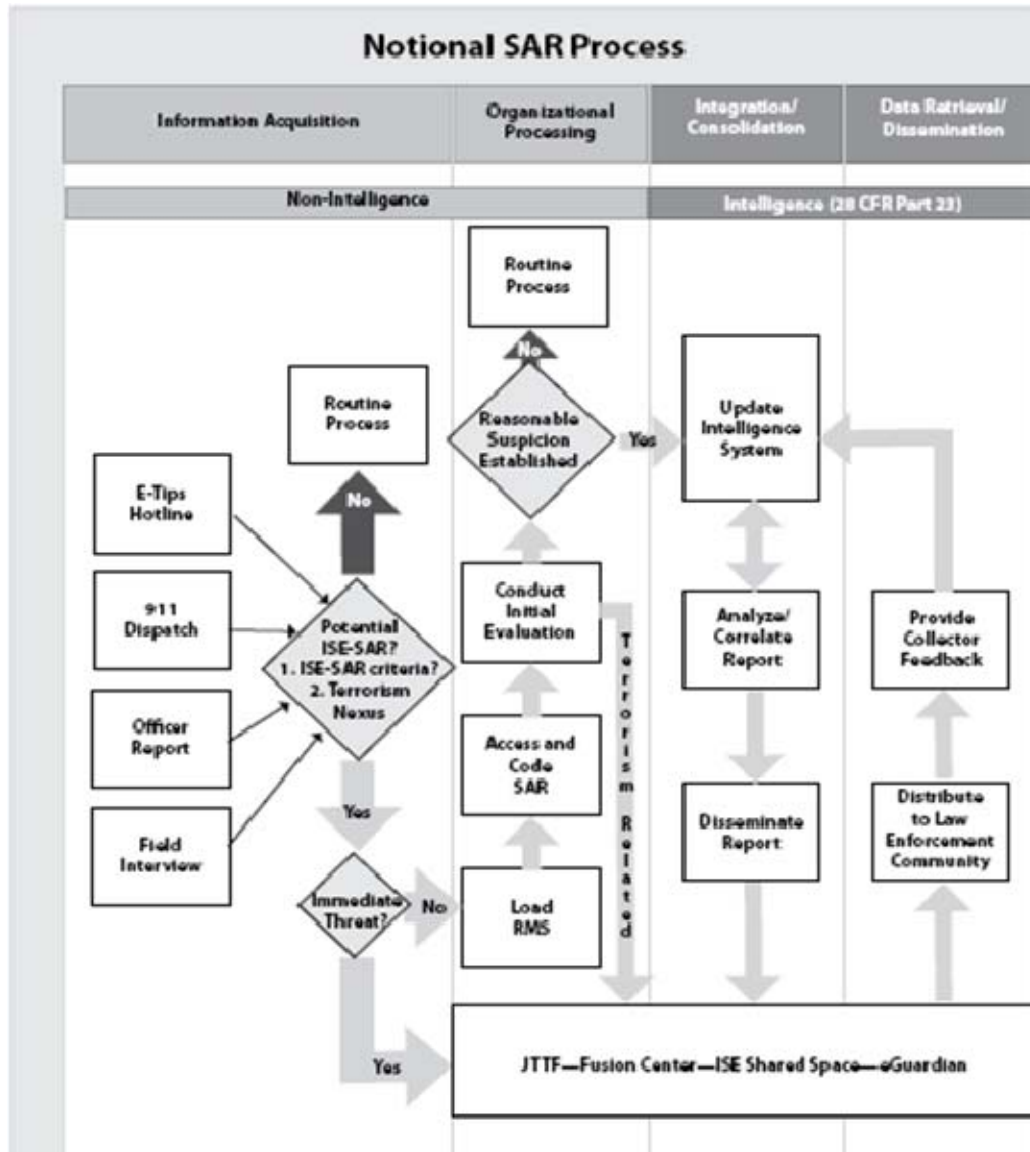 Notional SAR Process
Information Acquisition
Organizational
Processing
Integration/
Consolidation
Data Retrieval/
Dissemination
Non-Intelligence
Intelligence (28 CFR Part 23)
Routine
Process
No
Routine
Process
Reasonable
Suspicion
Established
Yes
Update
Intelligence
System
E-Tips
Hotline
No
911
Dispatch
Potential
ISE-SAR?
1. ISE-SAR criteria?
2. Terrorism
Nexus
Conduct
Initial
Evaluation
Terrorism Related
Analyze/
Correlate
Report
Provide
Collector
Feedback
Officer
Report
Access and
Code
SAR
Yes
Disseminate
Report
Distribute
to Law
Enforcement
Community
Field
Interview
Immediate
Threat?
No
Load
RMS
Yes
JTTF—Fusion Center—ISE Shared Space—eGuardian